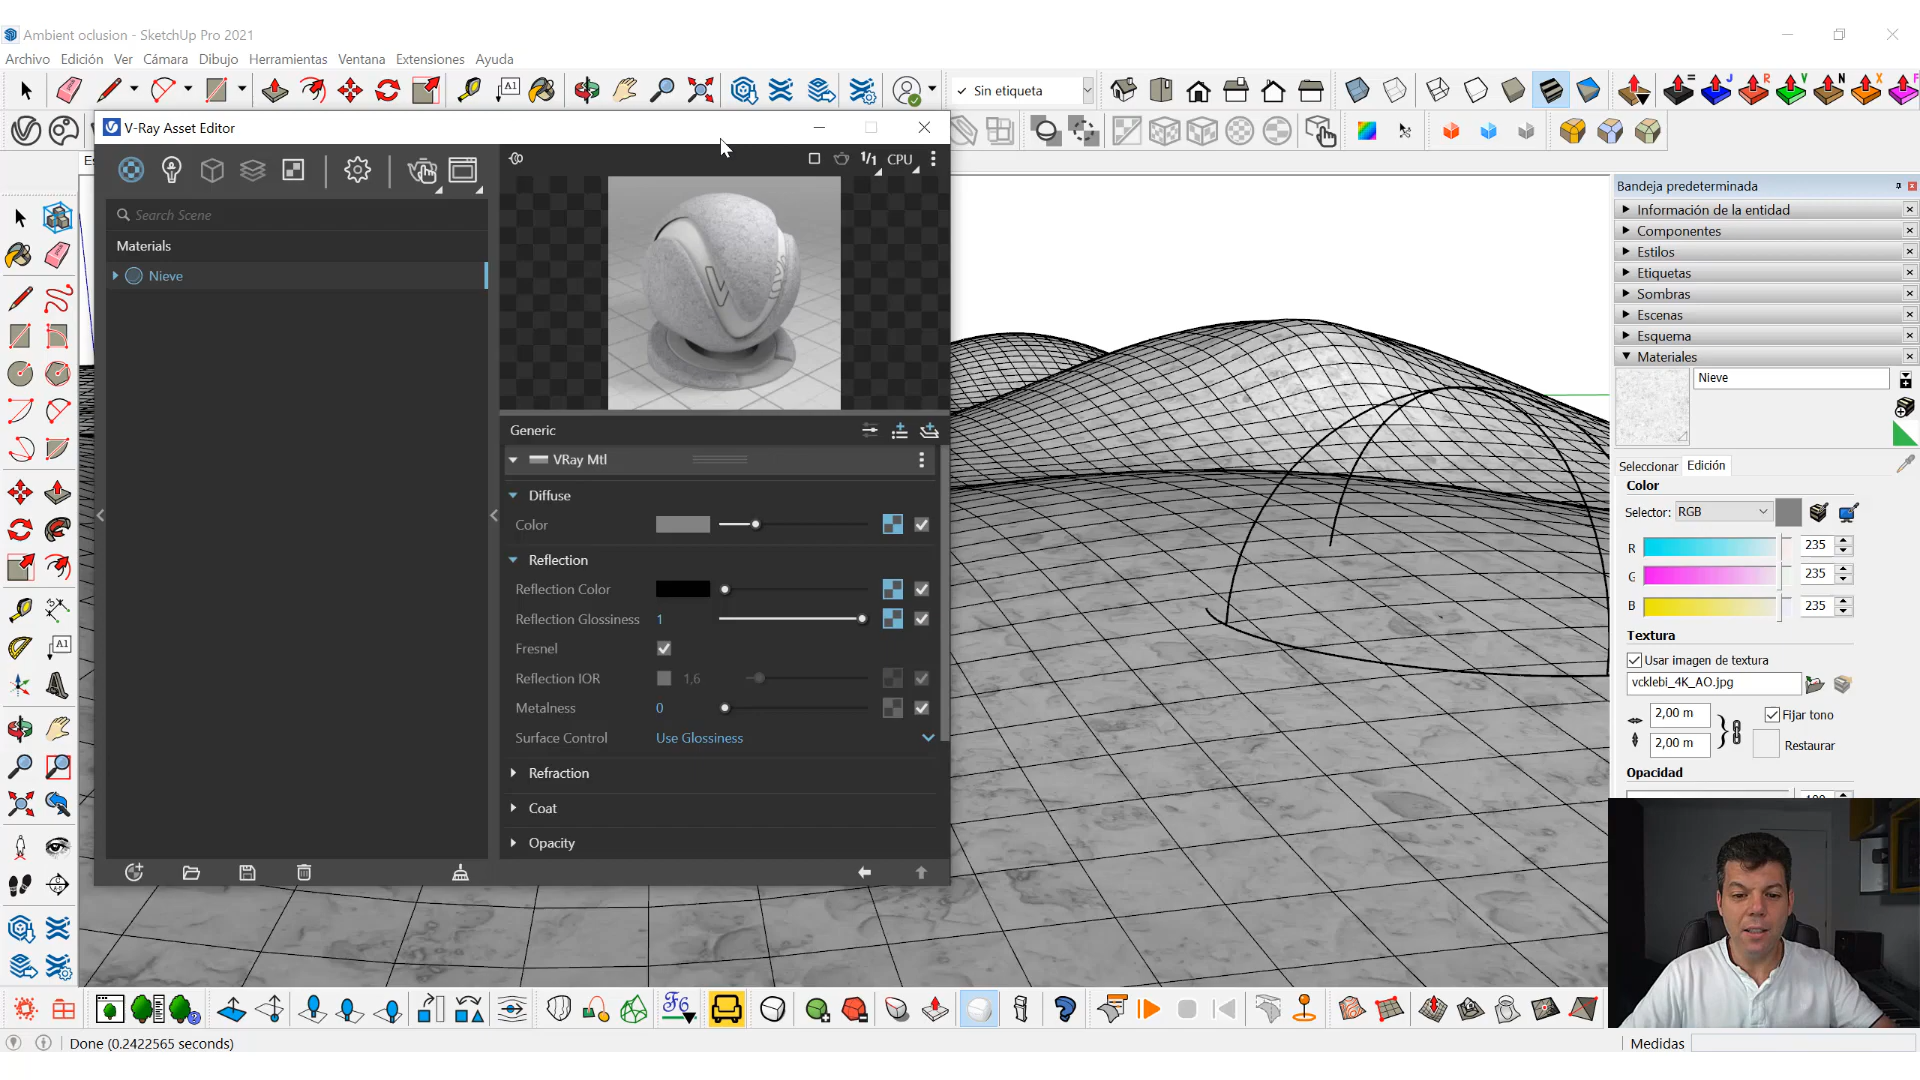 Ambient oclusion - SketchUp Pro 2021
Archivo Edición Ver Cámara Dibujo Herramientas Ventana Extensiones Ayuda
Sin etiqueta
V-Ray Asset Editor
1/1 CPU
Search Scene
Materials
Nieve
Generic
VRay Mtl
Diffuse
Color
Reflection
Reflection Color
Reflection Glossiness 1
Fresnel
Reflection IOR 1,6
Metalness 0
Surface Control Use Glossiness
Refraction
Coat
Opacity
Bandeja predeterminada
Información de la entidad
Componentes
Estilos
Etiquetas
Sombras
Escenas
Esquema
Materiales
Nieve
Seleccionar Edición
Color
Selector: RGB
R 235
G 235
B 235
Textura
Usar imagen de textura
vcklebi_4K_AO.jpg
2,00 m Fijar tono
2,00 m Restaurar
Opacidad
Done (0.2422565 seconds)
Medidas